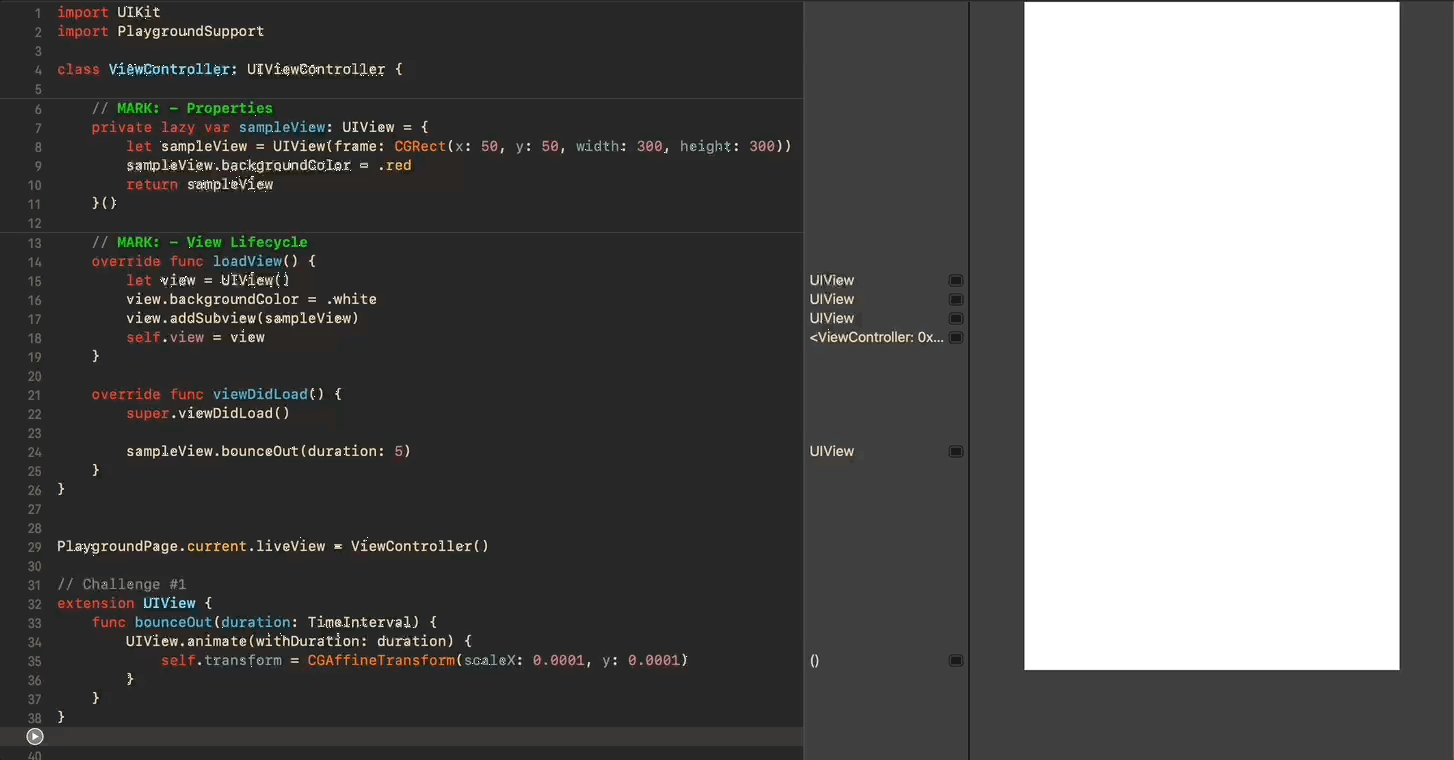 1 import UIKit
2 import PlaygroundSupport
3
4 class ViewController: UIViewController {
5
6 // MARK: - Properties
7 private lazy var sampleView: UIView = {
8 let sampleView = UIView(frame: CGRect(x: 50, y: 50, width: 300, height: 300))
9 sampleView.backgroundColor = .red
10 return sampleView
11 }()
12
13 // MARK: - View Lifecycle
14 override func loadView() {
15 let view = UIView() UIView
16 view.backgroundColor = .white UIView
17 view.addSubview(sampleView) UIView
18 self.view = view <ViewController: 0x...
19 }
20
21 override func viewDidLoad() {
22 super.viewDidLoad()
23
24 sampleView.bounceOut(duration: 5) UIView
25 }
26 }
27
28
29 PlaygroundPage.current.liveView = ViewController()
30
31 // Challenge #1
32 extension UIView {
33 func bounceOut(duration: TimeInterval) {
34 UIView.animate(withDuration: duration) {
35 self.transform = CGAffineTransform(scaleX: 0.0001, y: 0.0001) ()
36 }
37 }
38 }
40